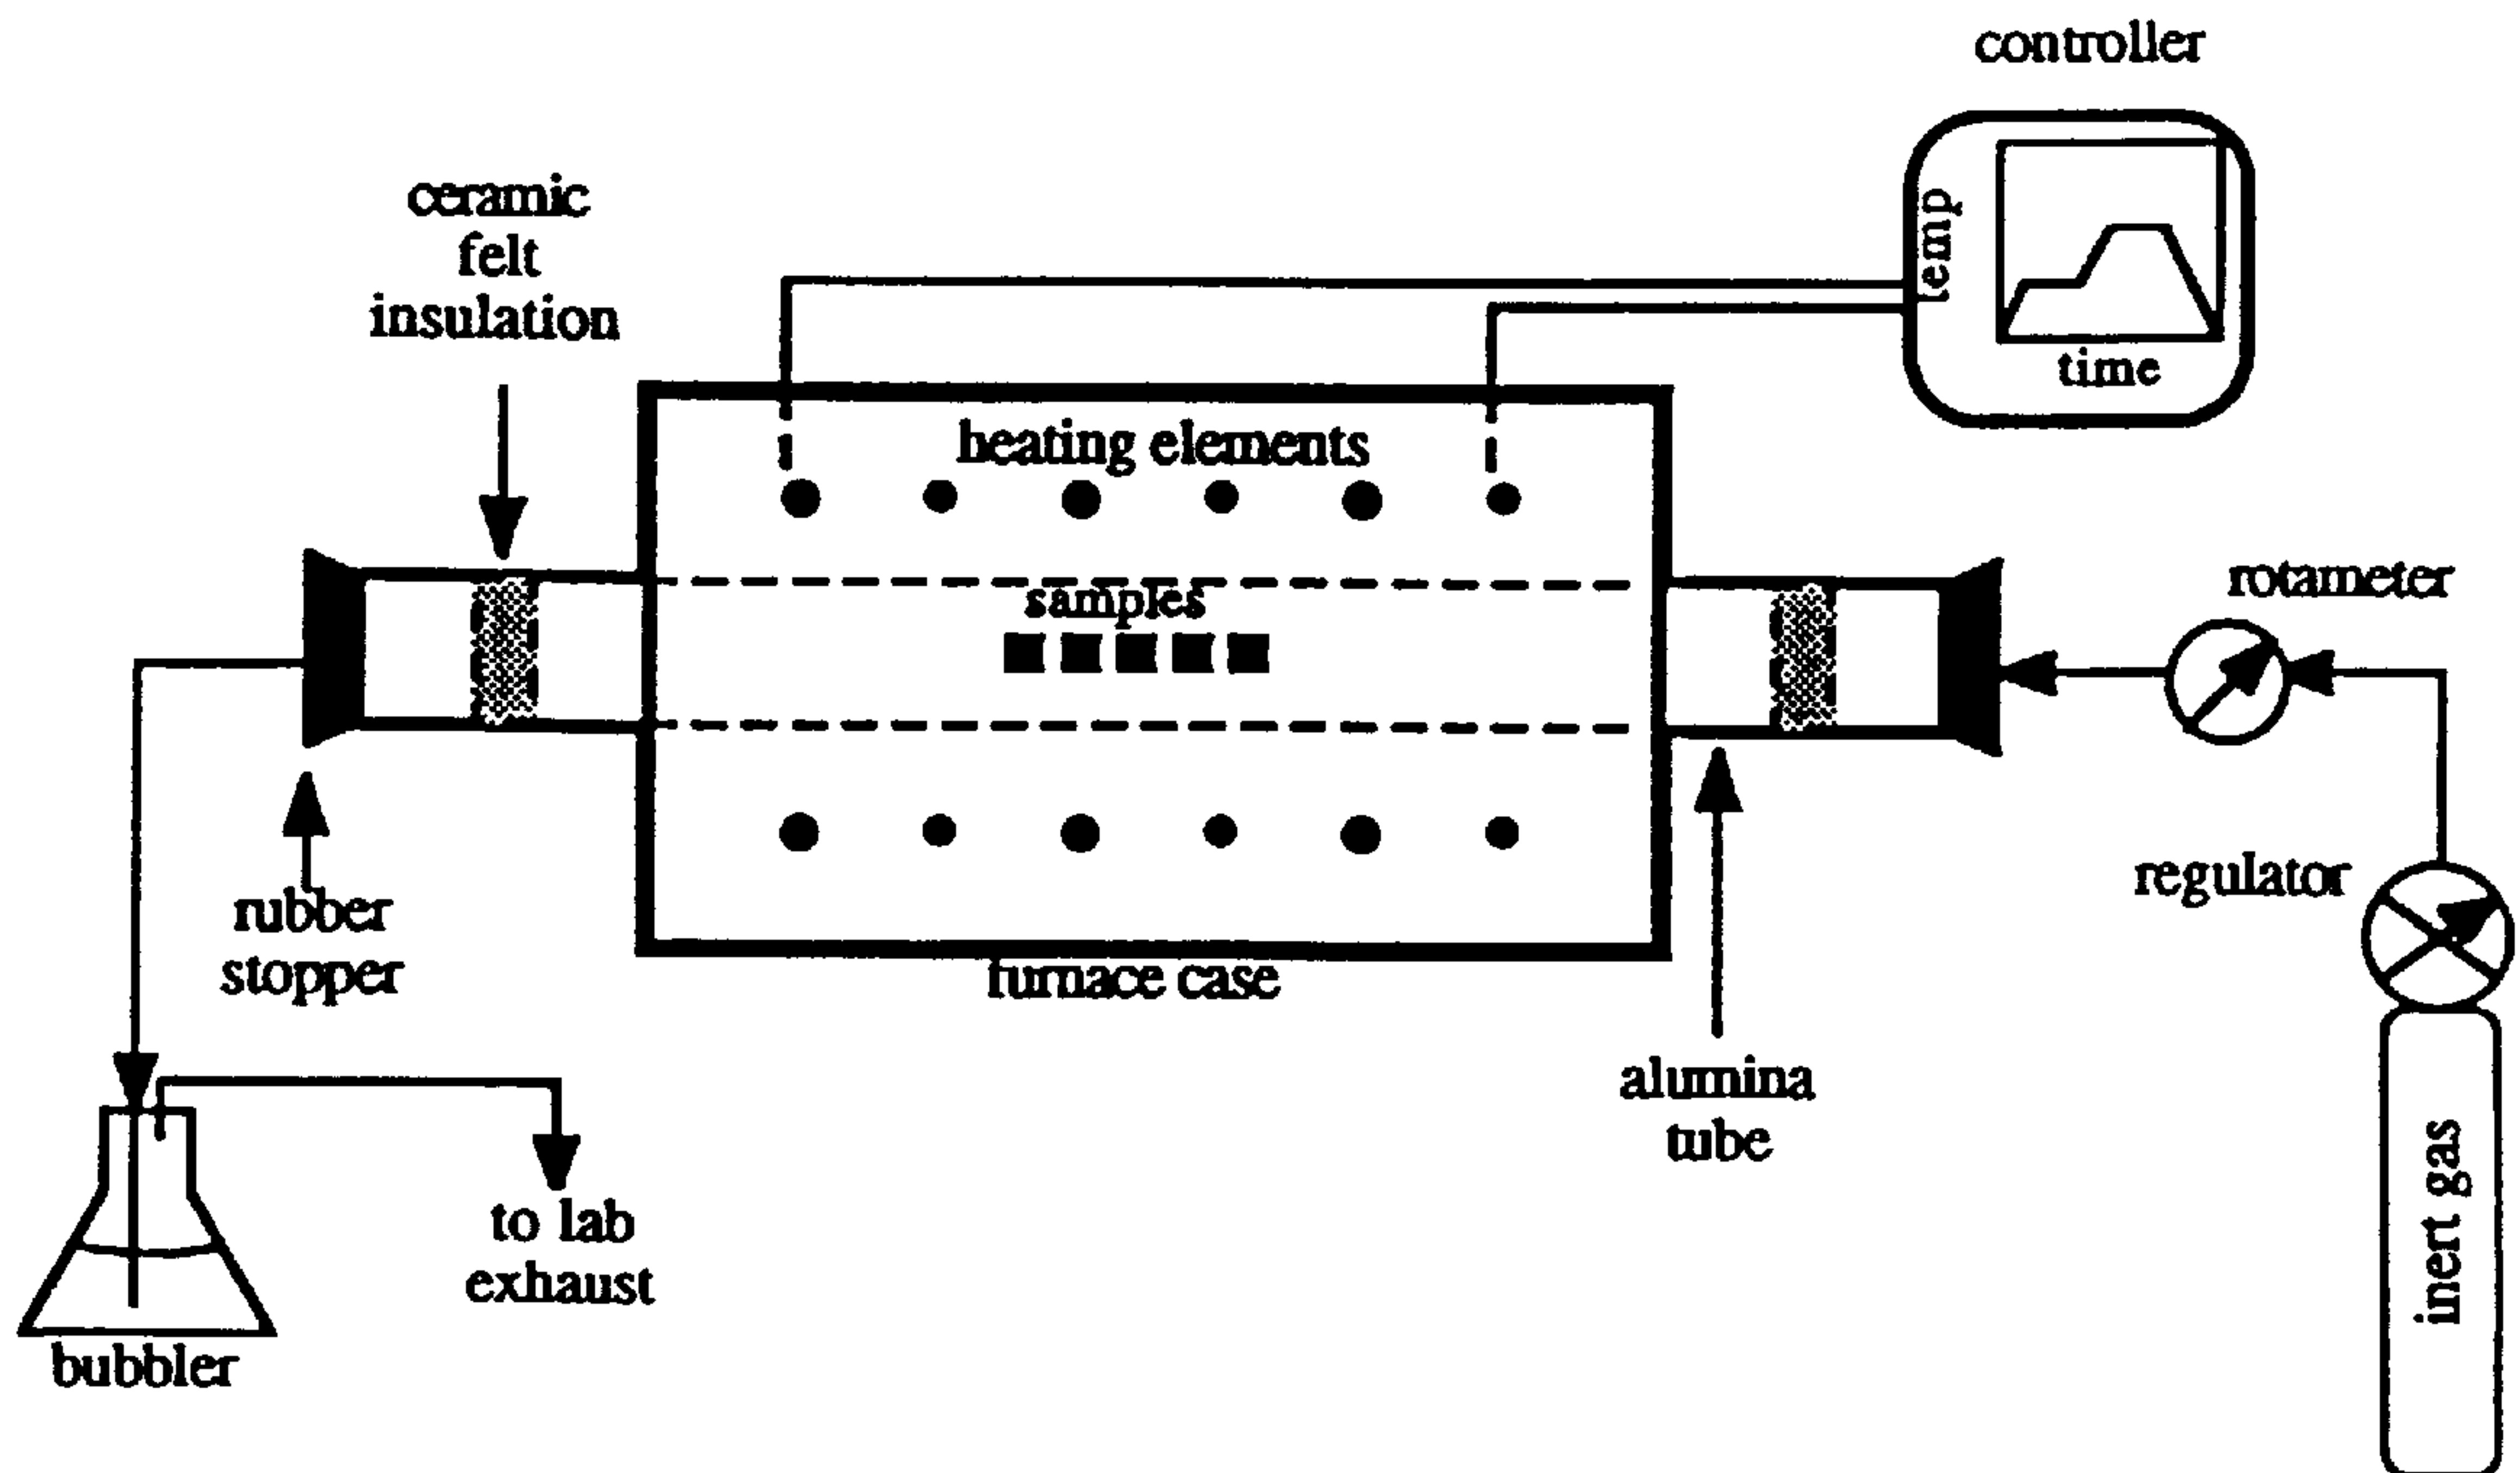 controller
temp
time
ceramic
felt
insulation
heating elements
samples
rotameter
rubber
stopper
furnace case
regulator
alumina
tube
inert gas
to lab
exhaust
bubbler